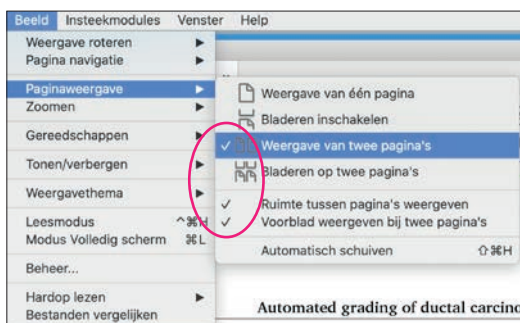 Beeld Insteekmodules Venster Help
Weergave roteren
Pagina navigatie
Paginaweergave
Zoomen
Gereedschappen
Tonen/verbergen
Weergavethema
Leesmodus ^⌘H
Modus Volledig scherm ⌘L
Beheer...
Hardop lezen
Bestanden vergelijken
Weergave van één pagina
Bladeren inschakelen
✓ Weergave van twee pagina's
Bladeren op twee pagina's
✓ Ruimte tussen pagina's weergeven
✓ Voorblad weergeven bij twee pagina's
Automatisch schuiven ⇧⌘H
Automated grading of ductal